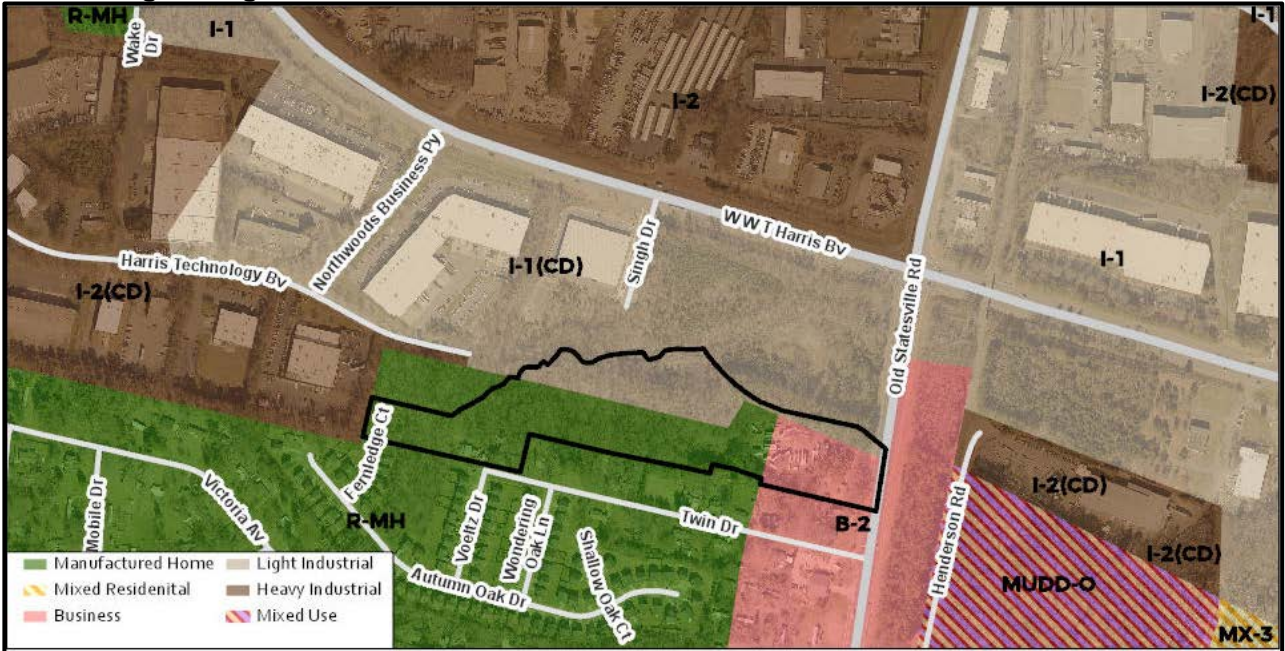 R-MH
Wake
Dr
I-1
I-1
I-2
I-2(CD)
Northwoods Business Py
WWT Harris Bv
Singh Dr
Harris Technology Bv
I-1(CD)
I-1
I-2(CD)
Old Statesville Rd
Fernledge Ct
Mobile Dr
Victoria Av
R-MH
Voeltz Dr
Wondering
Oak Ln
Twin Dr
B-2
Henderson Rd
I-2(CD)
I-2(CD)
Shallow Oak Ct
Autumn Oak Dr
MUDD-O
MX-3
Manufactured Home
Light Industrial
Mixed Residenital
Heavy Industrial
Business
Mixed Use